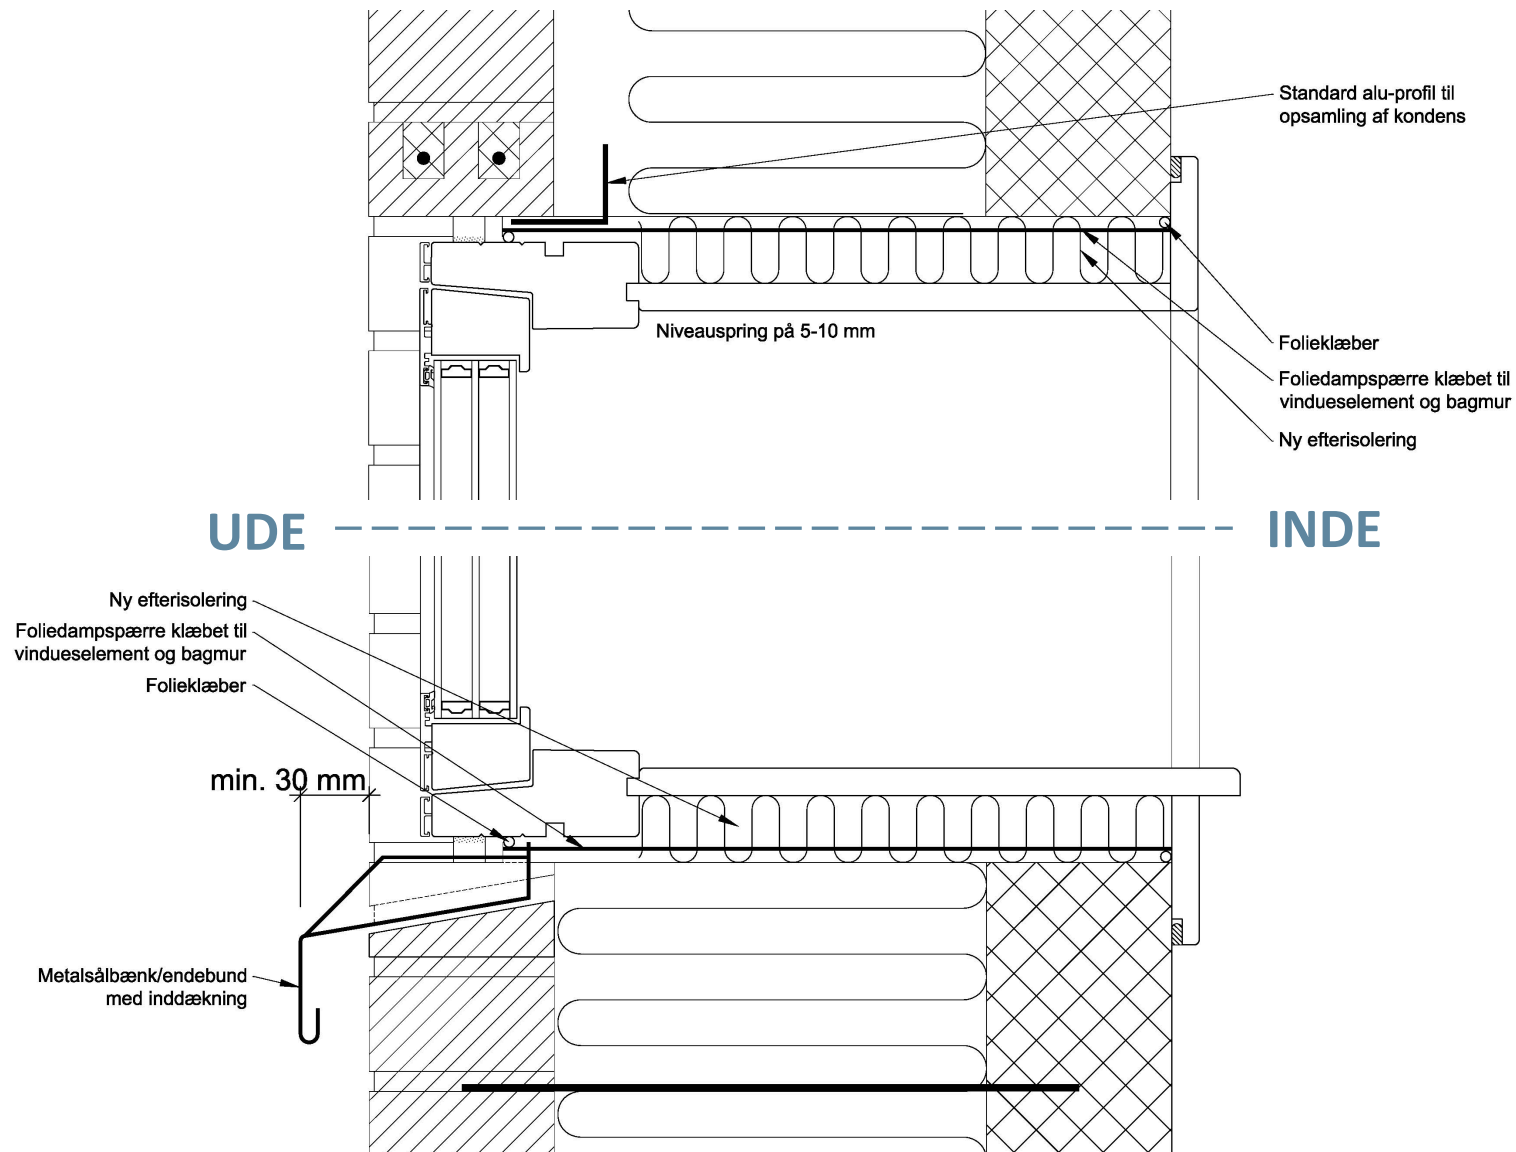 Standard alu-profil til
opsamling af kondens
Niveauspring på 5-10 mm
Folieklæber
Foliedampspærre klæbet til
vindueselement og bagmur
Ny efterisolering
UDE
INDE
Ny efterisolering
Foliedampspærre klæbet til
vindueselement og bagmur
Folieklæber
min. 30 mm
Metalsålbænk/endebund
med inddækning